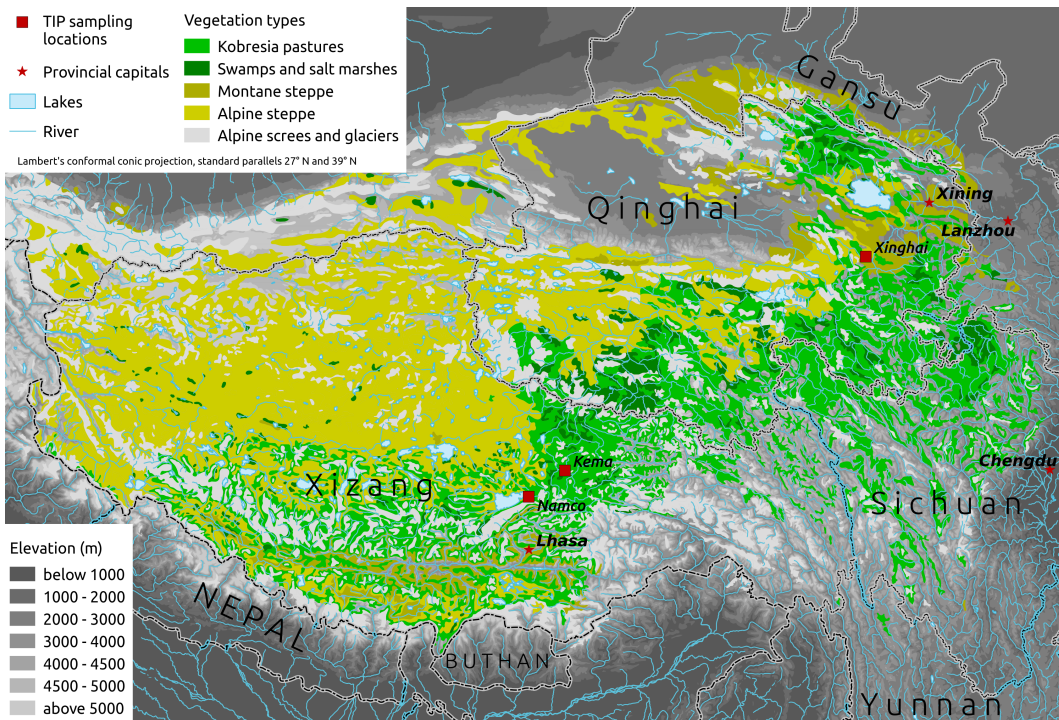 TIP sampling
locations
Provincial capitals
Lakes
River
Vegetation types
Kobresia pastures
Swamps and salt marshes
Montane steppe
Alpine steppe
Alpine screes and glaciers
Lambert's conformal conic projection, standard parallels 27° N and 39° N
Gansu
Qinghai
Xining
Lanzhou
Xinghai
Kema
Chengdu
Xizang
Namco
Sichuan
Lhasa
NEPAL
BUTHAN
Yunnan
Elevation (m)
below 1000
1000 - 2000
2000 - 3000
3000 - 4000
4000 - 4500
4500 - 5000
above 5000